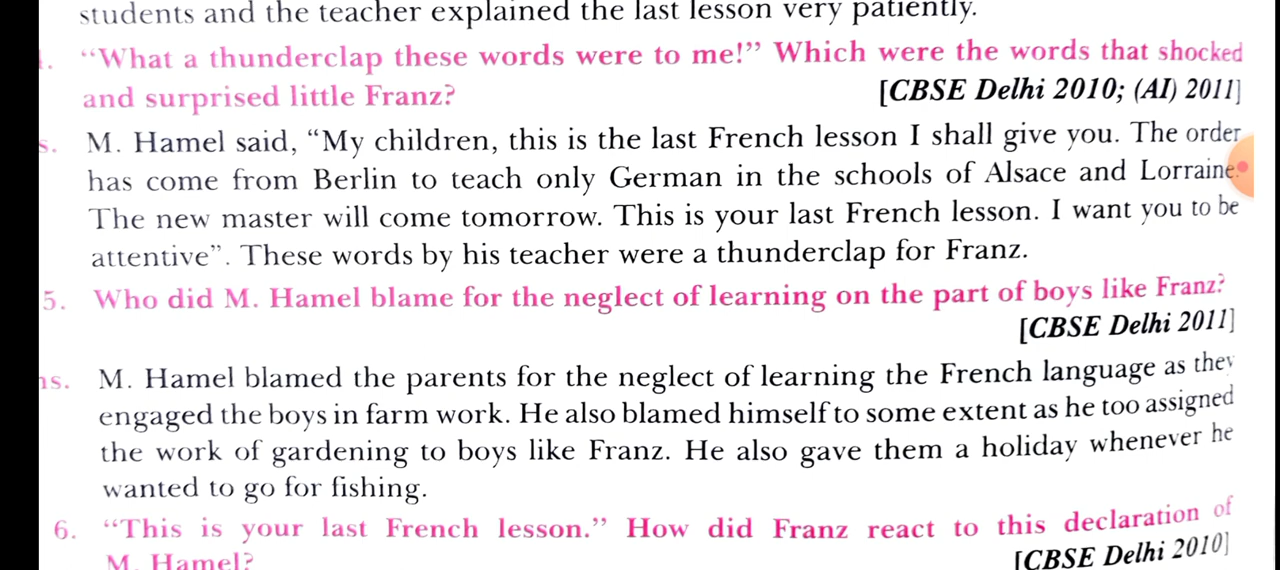 students and the teacher explained the last lesson very patiently.
. “What a thunderclap these words were to me!” Which were the words that shocked
and surprised little Franz? [CBSE Delhi 2010; (AI) 2011]
s. M. Hamel said, “My children, this is the last French lesson I shall give you. The order
has come from Berlin to teach only German in the schools of Alsace and Lorraine.
The new master will come tomorrow. This is your last French lesson. I want you to be
attentive”. These words by his teacher were a thunderclap for Franz.
5. Who did M. Hamel blame for the neglect of learning on the part of boys like Franz?
[CBSE Delhi 2011]
ns. M. Hamel blamed the parents for the neglect of learning the French language as they
engaged the boys in farm work. He also blamed himself to some extent as he too assigned
the work of gardening to boys like Franz. He also gave them a holiday whenever he
wanted to go for fishing.
6. “This is your last French lesson.” How did Franz react to this declaration of
M. Hamel? [CBSE Delhi 2010]